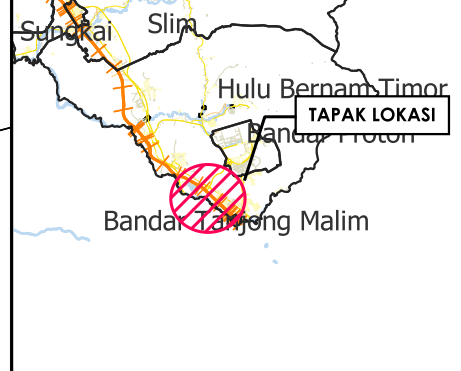 Slim
Sungkai
Hulu Bernam Timor
TAPAK LOKASI
Bandar Proton
Bandar Tanjong Malim